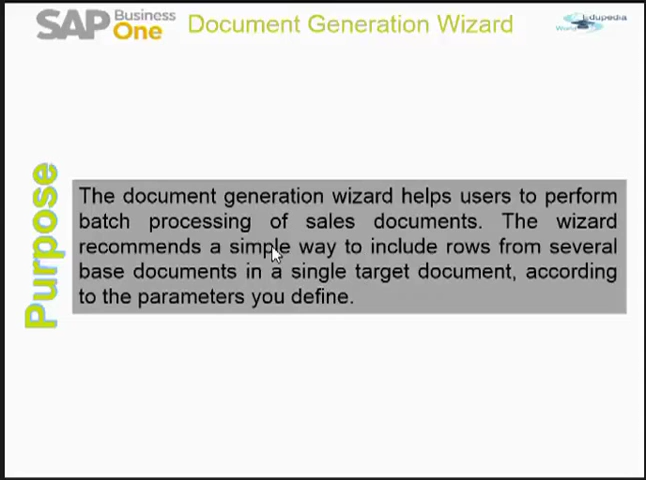 SAP Business One Document Generation Wizard
Edupedia World
Purpose
The document generation wizard helps users to perform
batch processing of sales documents. The wizard
recommends a simple way to include rows from several
base documents in a single target document, according
to the parameters you define.